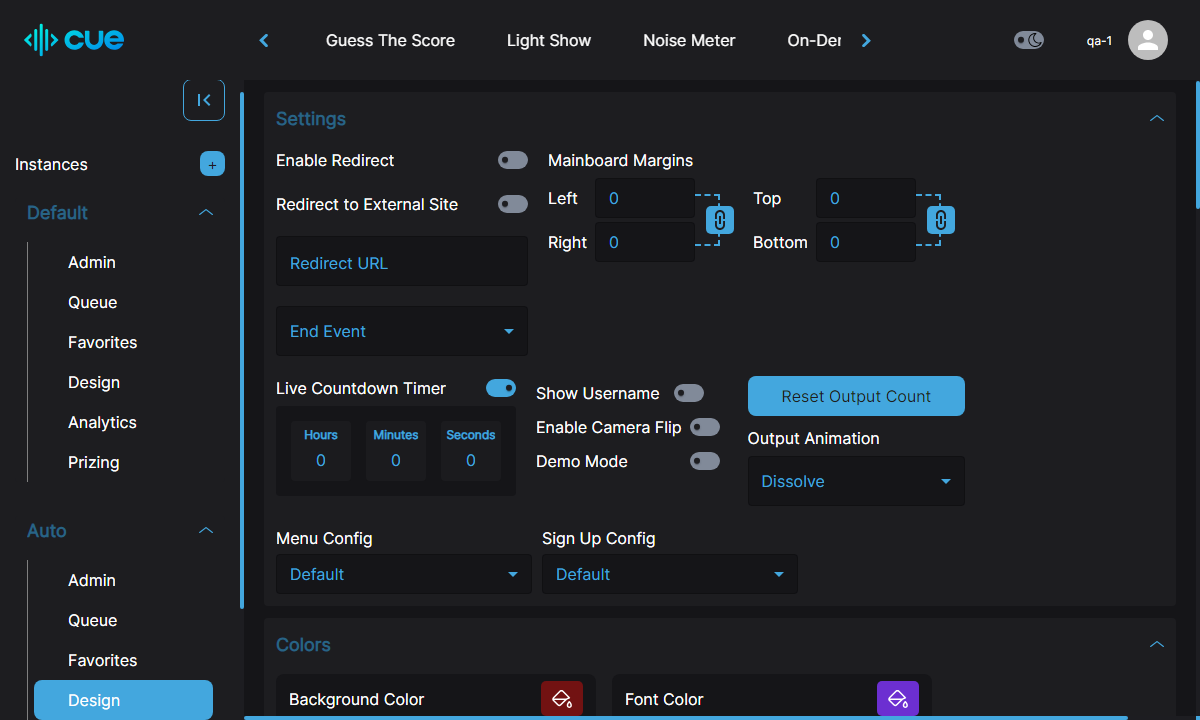 cue
Guess The Score
Light Show
Noise Meter
On-Der
qa-1
Instances
+
Default
Admin
Queue
Favorites
Design
Analytics
Prizing
Auto
Admin
Queue
Favorites
Design
Settings
Enable Redirect
Redirect to External Site
Redirect URL
End Event
Mainboard Margins
Left 0
Right 0
Top 0
Bottom 0
Live Countdown Timer
Hours Minutes Seconds
0 0 0
Show Username
Enable Camera Flip
Demo Mode
Reset Output Count
Output Animation
Dissolve
Menu Config
Default
Sign Up Config
Default
Colors
Background Color
Font Color